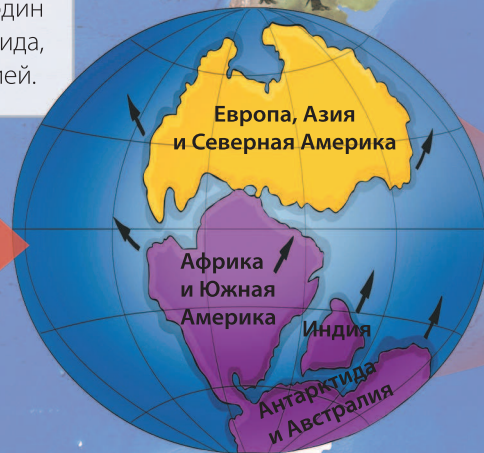 один
ида,
ей.
Европа, Азия
и Северная Америка
Африка
и Южная
Америка
Индия
Антарктида
и Австралия